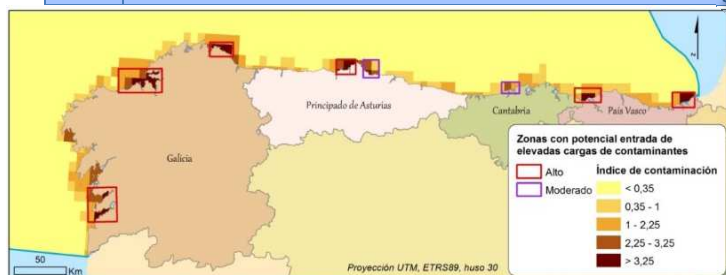 Galicia
Principado de Asturias
Cantabria
País Vasco
Zonas con potencial entrada de
elevadas cargas de contaminantes
Alto
Moderado
Índice de contaminación
< 0,35
0,35 - 1
1 - 2,25
2,25 - 3,25
> 3,25
50
Km
Proyección UTM, ETRS89, huso 30